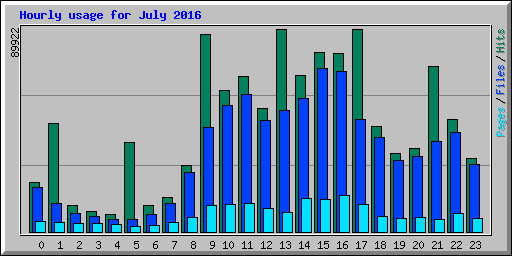 Hourly usage for July 2016
89922
Pages/Files/Hits
0 1 2 3 4 5 6 7 8 9 10 11 12 13 14 15 16 17 18 19 20 21 22 23